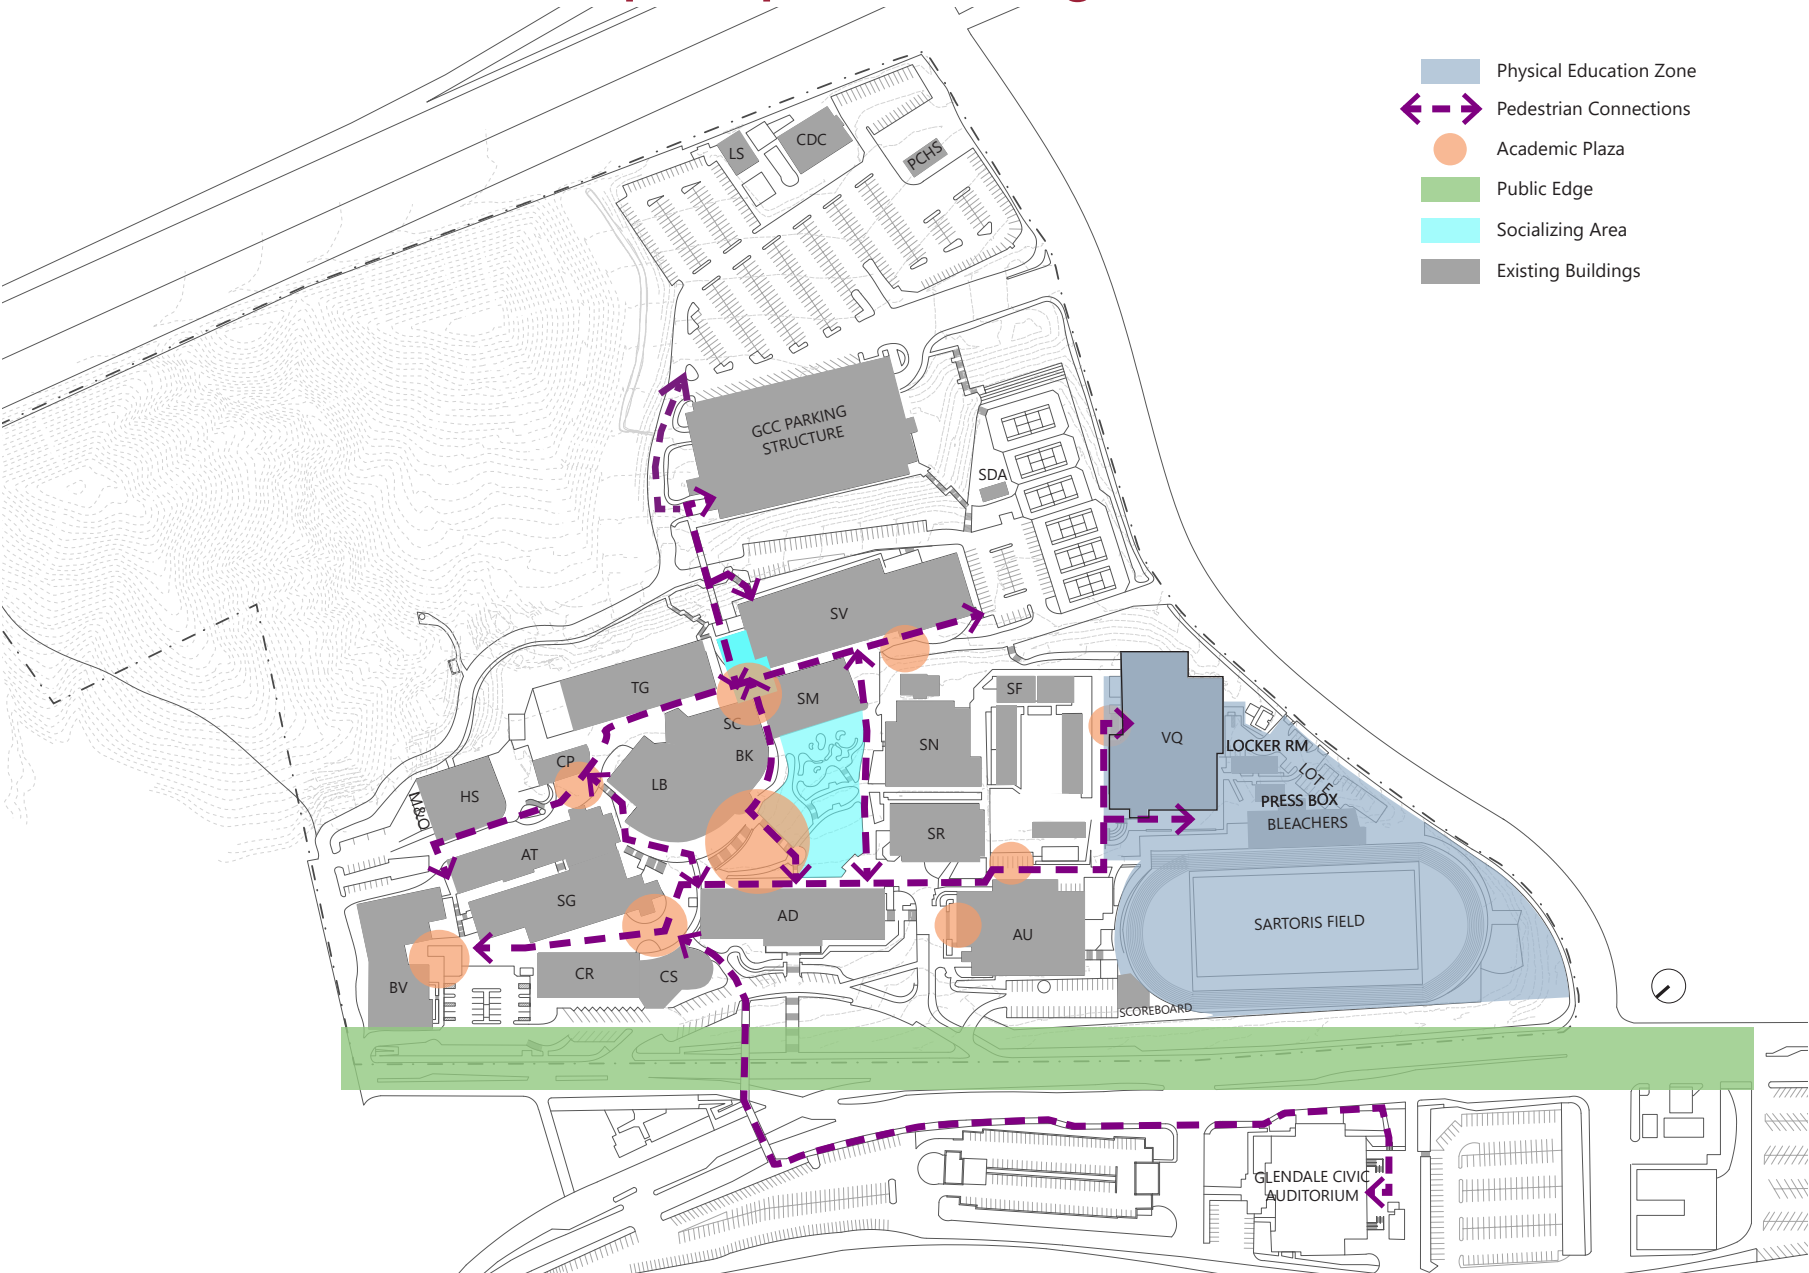 Physical Education Zone
Pedestrian Connections
Academic Plaza
Public Edge
Socializing Area
Existing Buildings
LS
CDC
PCHS
GCC PARKING
STRUCTURE
SDA
SV
TG
SM
SF
SC
SN
VQ
BK
LOCKER RM
CP
LB
LOT E
HS
M&O
PRESS BOX
SR
BLEACHERS
AT
SG
AD
AU
SARTORIS FIELD
CR
CS
BV
SCOREBOARD
GLENDALE CIVIC
AUDITORIUM